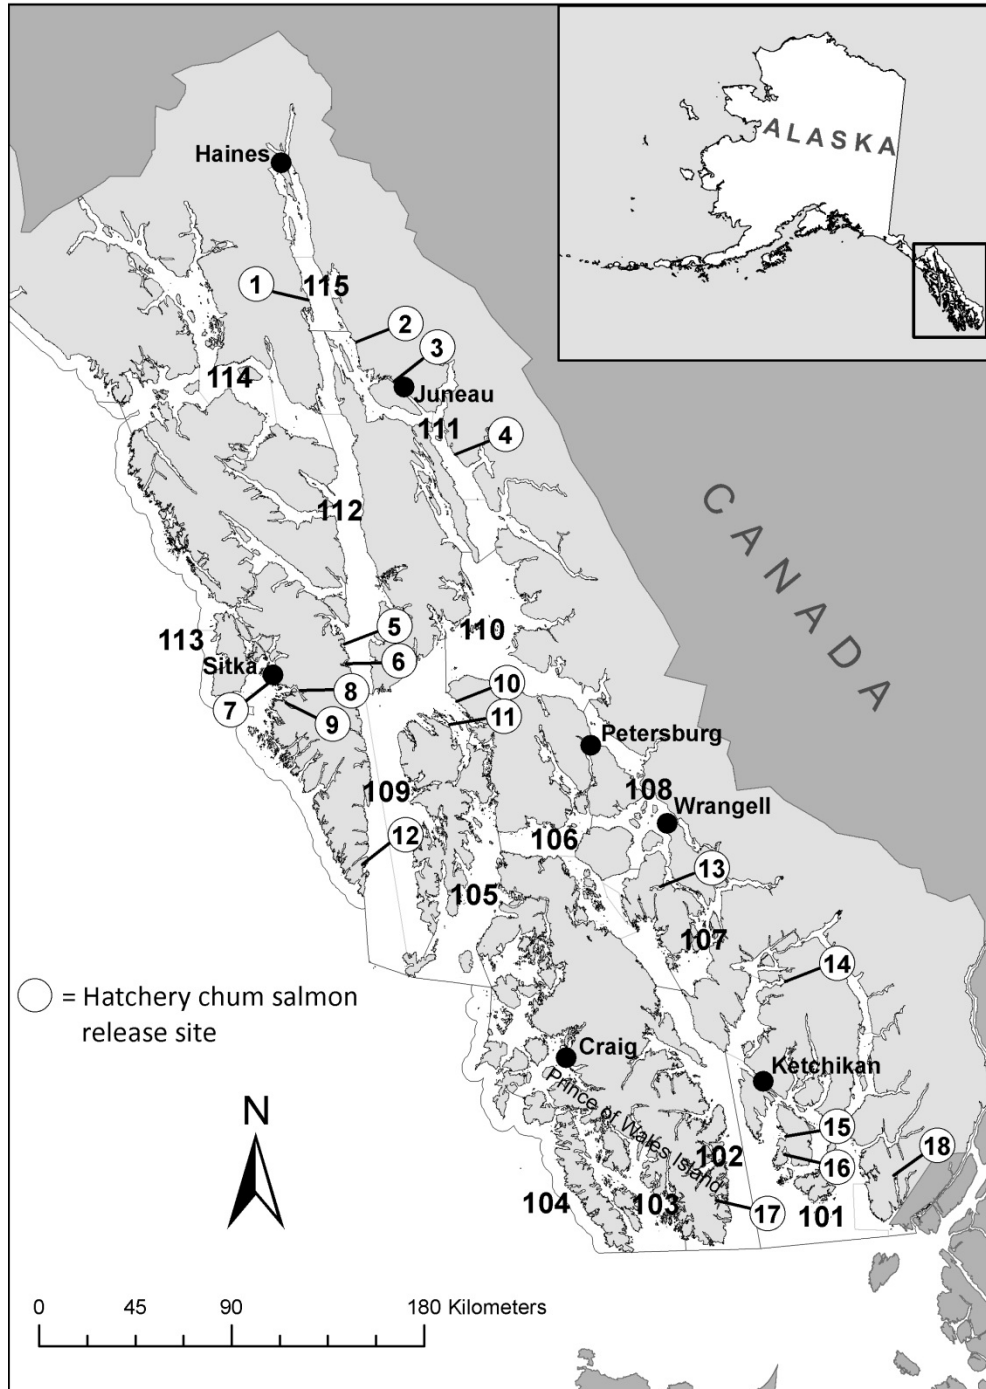 ALASKA
Haines
1
115
2
3
114
Juneau
111
4
112
CANADA
5
113
110
Sitka
6
7
8
9
10
11
Petersburg
109
108
Wrangell
12
106
13
105
107
14
= Hatchery chum salmon
release site
Craig
Ketchikan
Prince of Wales Island
N
15
102
16
18
104
103
17
101
0 45 90 180 Kilometers